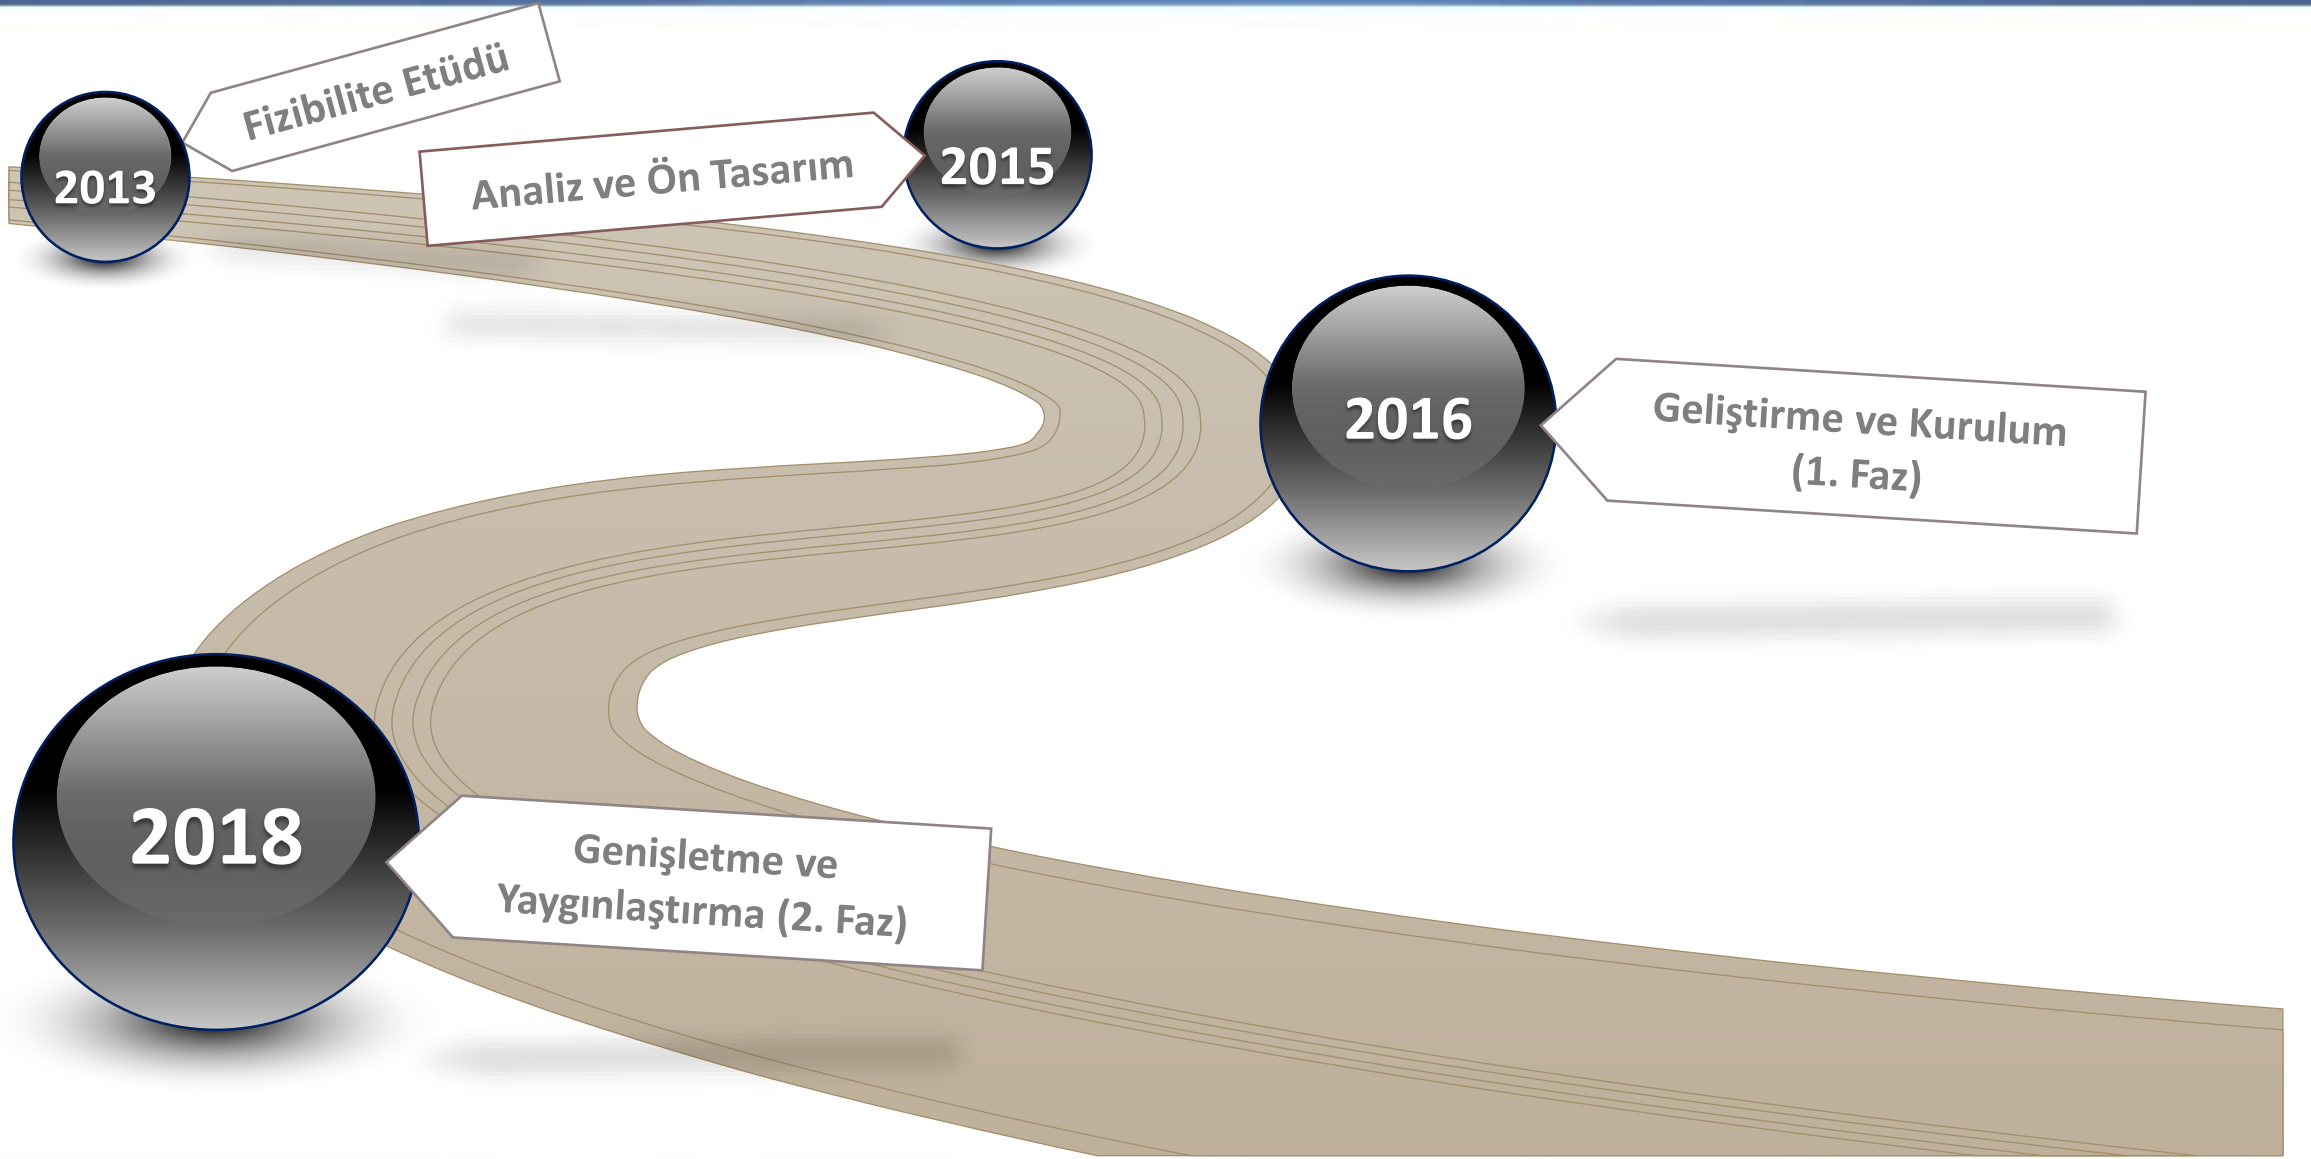 Fizibilite Etüdü
2013
Analiz ve Ön Tasarım
2015
2016
Geliştirme ve Kurulum
(1. Faz)
2018
Genişletme ve
Yaygınlaştırma (2. Faz)